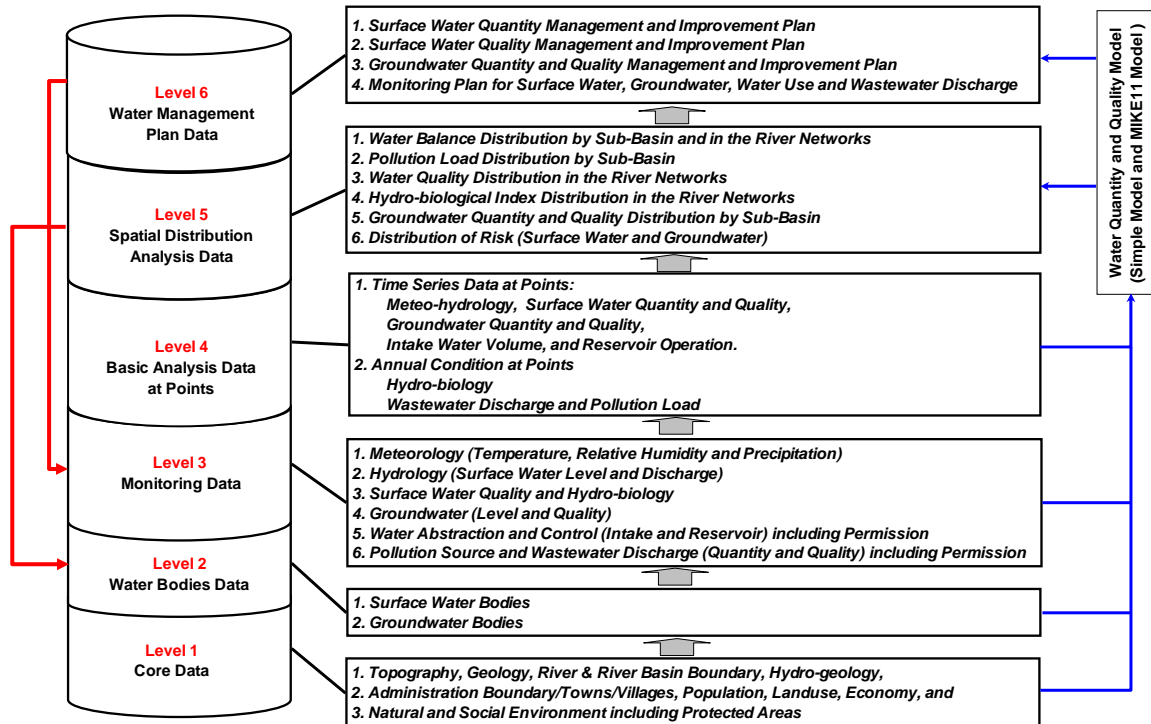 Level 6
Water Management
Plan Data
Level 5
Spatial Distribution
Analysis Data
Level 4
Basic Analysis Data
at Points
Level 3
Monitoring Data
Level 2
Water Bodies Data
Level 1
Core Data
1. Surface Water Quantity Management and Improvement Plan
2. Surface Water Quality Management and Improvement Plan
3. Groundwater Quantity and Quality Management and Improvement Plan
4. Monitoring Plan for Surface Water, Groundwater, Water Use and Wastewater Discharge
1. Water Balance Distribution by Sub-Basin and in the River Networks
2. Pollution Load Distribution by Sub-Basin
3. Water Quality Distribution in the River Networks
4. Hydro-biological Index Distribution in the River Networks
5. Groundwater Quantity and Quality Distribution by Sub-Basin
6. Distribution of Risk (Surface Water and Groundwater)
1. Time Series Data at Points:
Meteo-hydrology, Surface Water Quantity and Quality,
Groundwater Quantity and Quality,
Intake Water Volume, and Reservoir Operation.
2. Annual Condition at Points
Hydro-biology
Wastewater Discharge and Pollution Load
1. Meteorology (Temperature, Relative Humidity and Precipitation)
2. Hydrology (Surface Water Level and Discharge)
3. Surface Water Quality and Hydro-biology
4. Groundwater (Level and Quality)
5. Water Abstraction and Control (Intake and Reservoir) including Permission
6. Pollution Source and Wastewater Discharge (Quantity and Quality) including Permission
1. Surface Water Bodies
2. Groundwater Bodies
1. Topography, Geology, River & River Basin Boundary, Hydro-geology,
2. Administration Boundary/Towns/Villages, Population, Landuse, Economy, and
3. Natural and Social Environment including Protected Areas
Water Quantity and Quality Model
(Simple Model and MIKE11 Model )